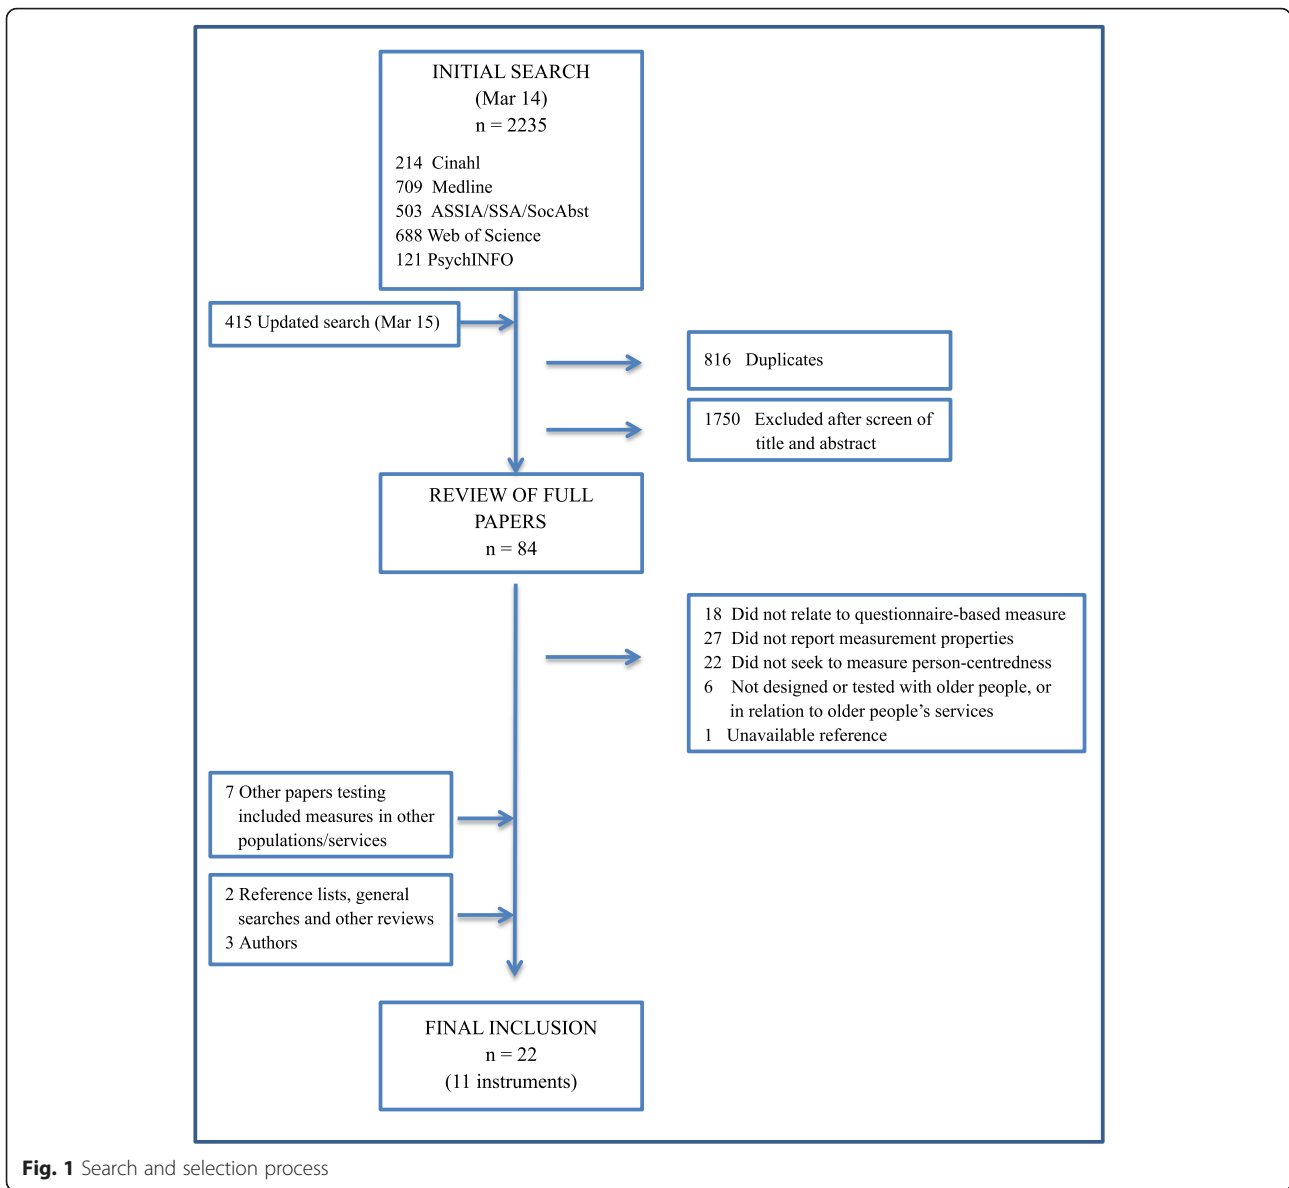 INITIAL SEARCH
(Mar 14)
n = 2235
214 Cinahl
709 Medline
503 ASSIA/SSA/SocAbst
688 Web of Science
121 PsychINFO
415 Updated search (Mar 15)
816 Duplicates
1750 Excluded after screen of
title and abstract
REVIEW OF FULL
PAPERS
n = 84
18 Did not relate to questionnaire-based measure
27 Did not report measurement properties
22 Did not seek to measure person-centredness
6 Not designed or tested with older people, or
in relation to older people’s services
1 Unavailable reference
7 Other papers testing
included measures in other
populations/services
2 Reference lists, general
searches and other reviews
3 Authors
FINAL INCLUSION
n = 22
(11 instruments)
Fig. 1 Search and selection process